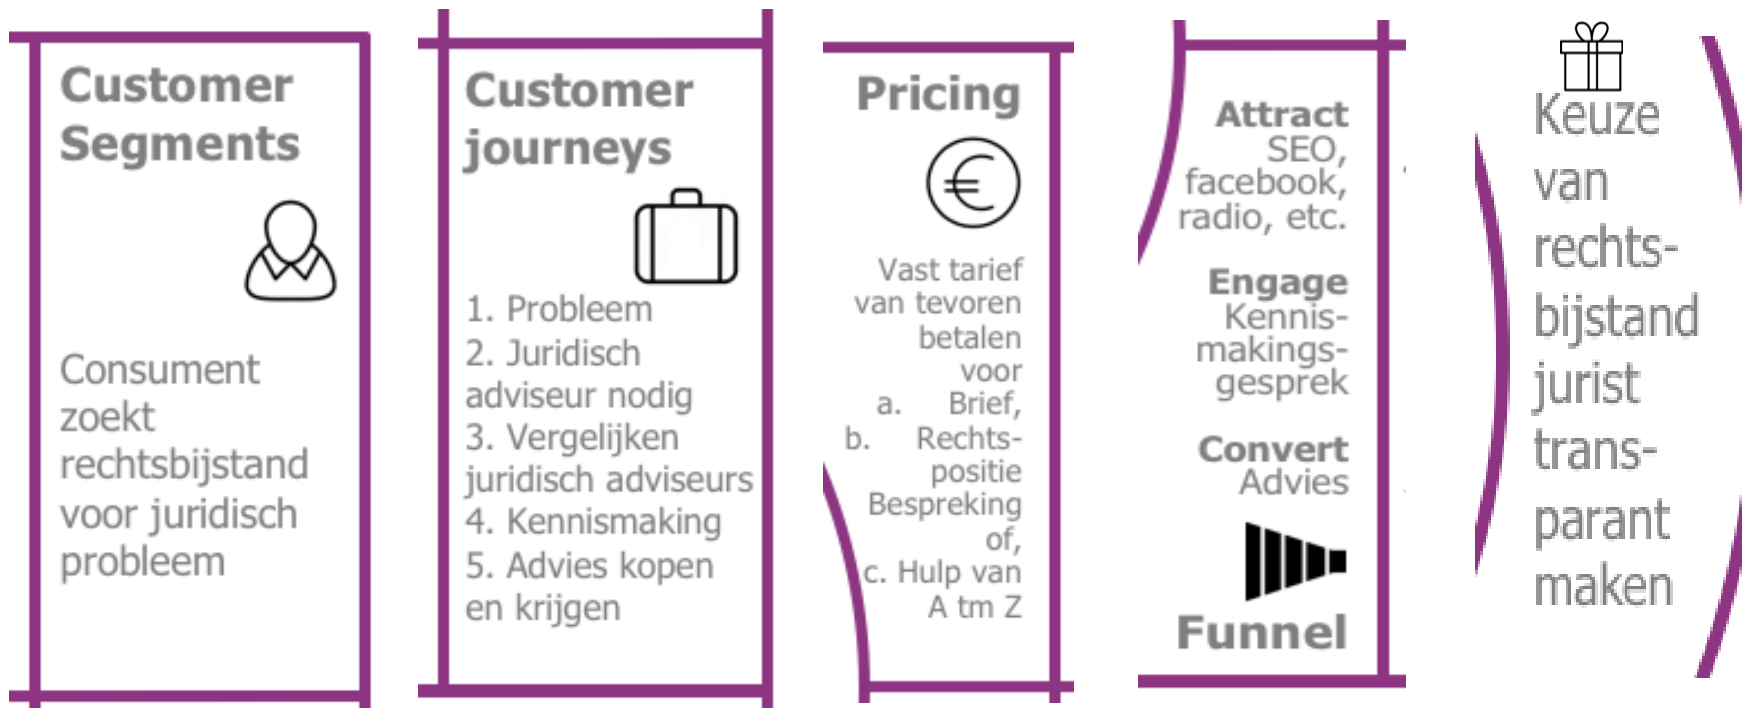 Customer
Segments
Consument
zoekt
rechtsbijstand
voor juridisch
probleem
Customer
journeys
1. Probleem
2. Juridisch
adviseur nodig
3. Vergelijken
juridisch adviseurs
4. Kennismaking
5. Advies kopen
en krijgen
Pricing
€
Vast tarief
van tevoren
betalen
voor
a. Brief,
b. Rechts-
positie
Bespreking
of,
c. Hulp van
A tm Z
Attract
SEO,
facebook,
radio, etc.
Engage
Kennis-
makings-
gesprek
Convert
Advies
Funnel
Keuze
van
rechts-
bijstand
jurist
trans-
parant
maken